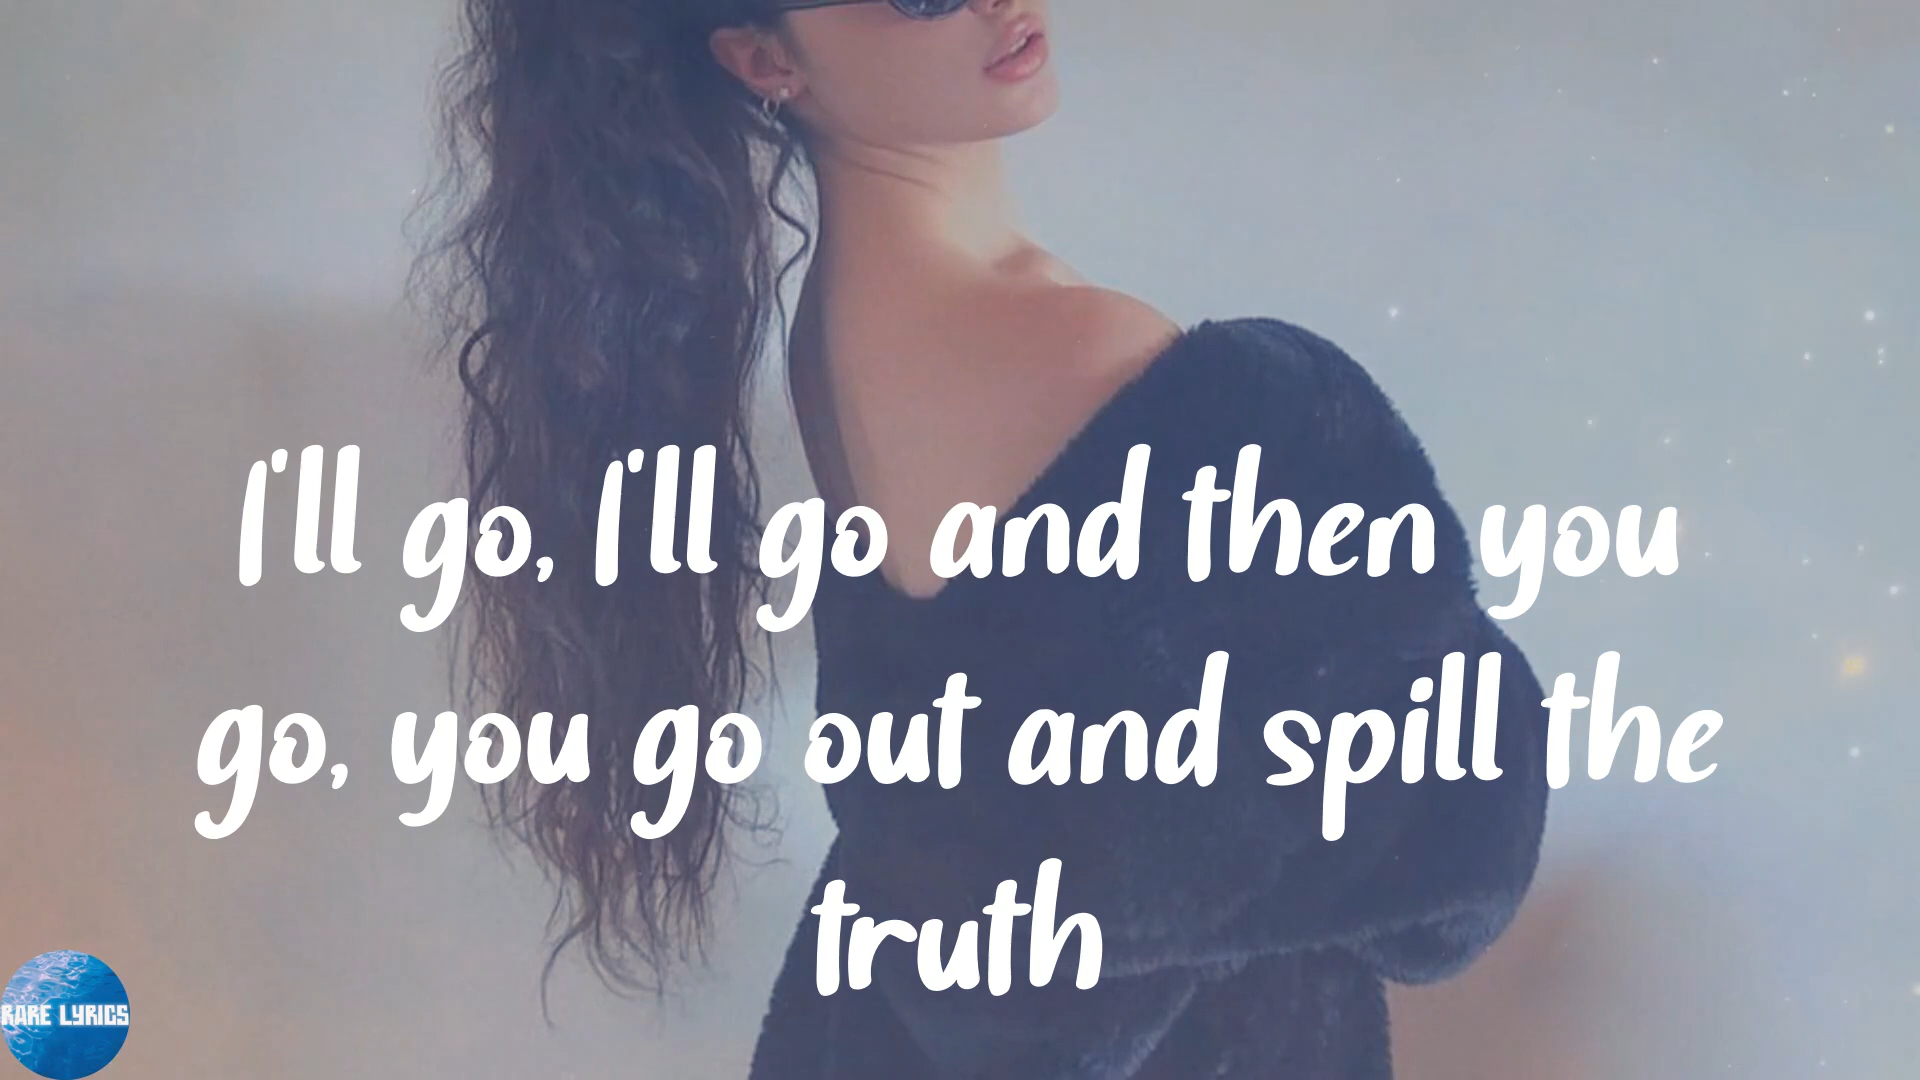 I'll go, I'll go and then you
go, you go out and spill the
truth
RARE LYRICS